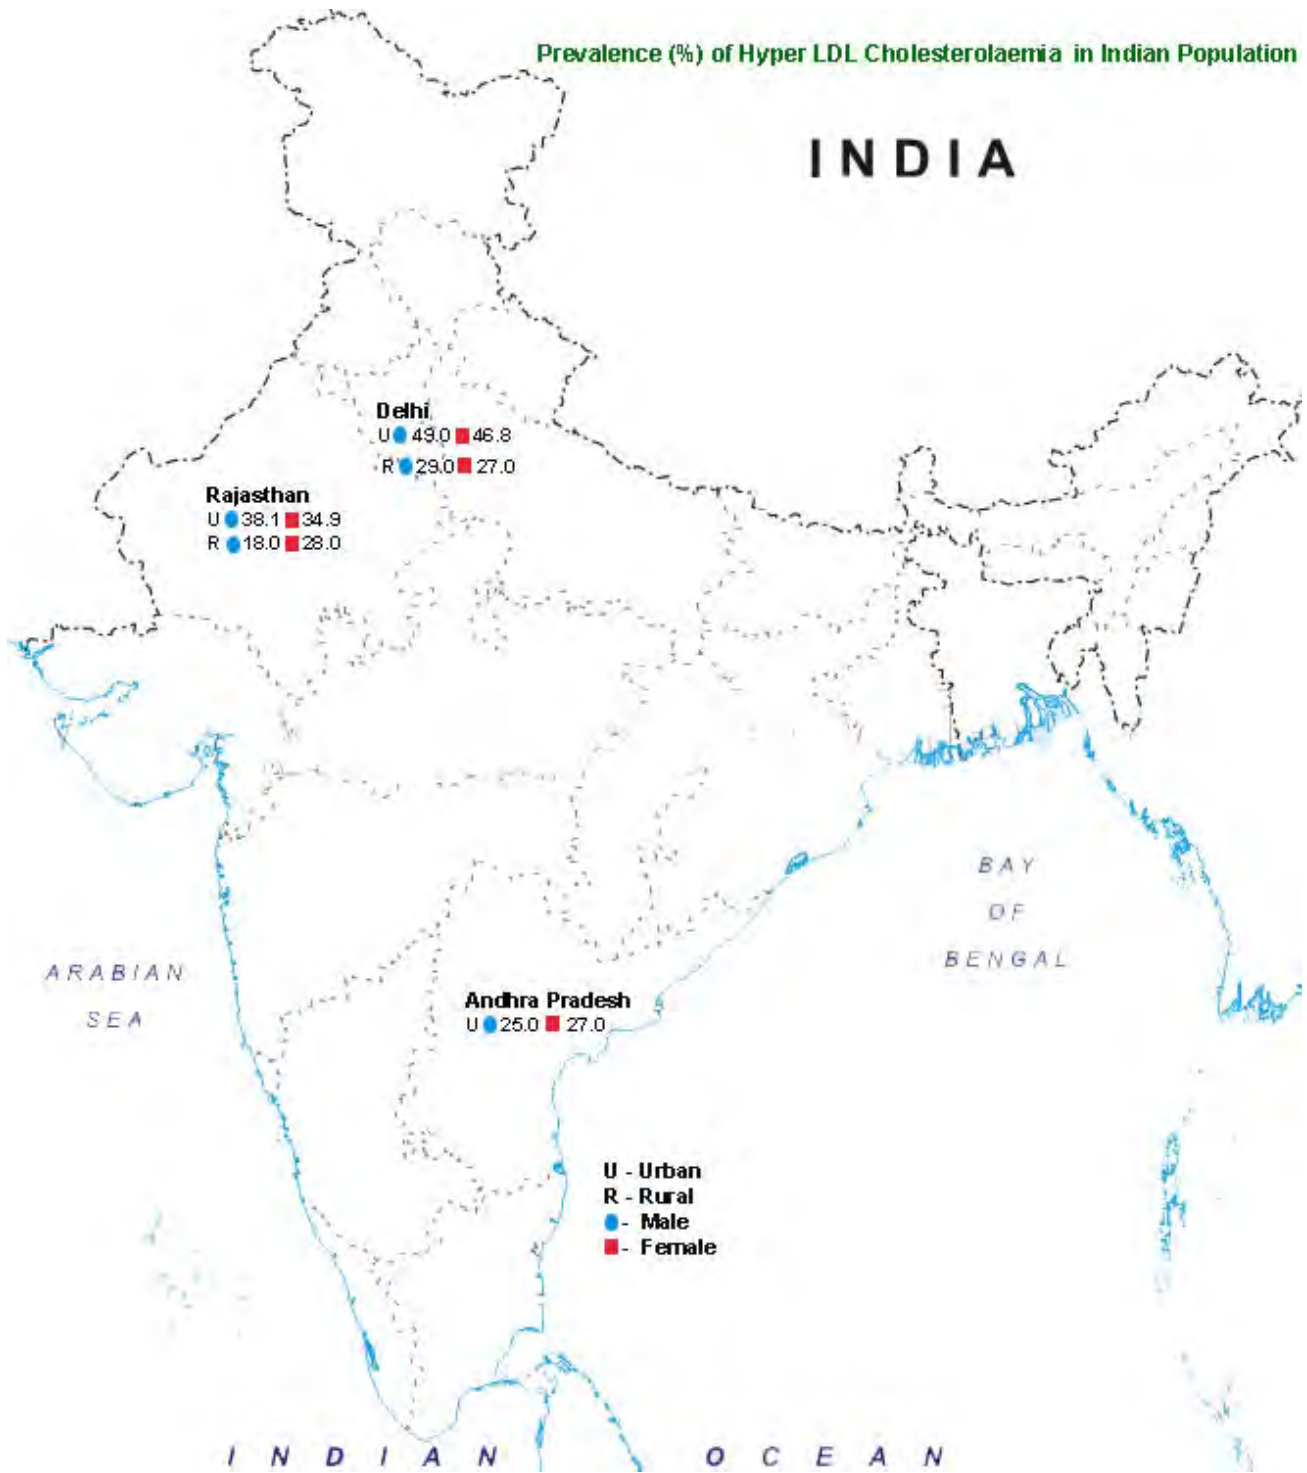 Prevalence (%) of Hyper LDL Cholesterolaemia in Indian Population
INDIA
Delhi
U 49.0 46.8
R 29.0 27.0
Rajasthan
U 38.1 34.9
R 18.0 28.0
BAY
OF
BENGAL
ARABIAN
SEA
Andhra Pradesh
U 25.0 27.0
U - Urban
R - Rural
- Male
- Female
INDIAN OCEAN